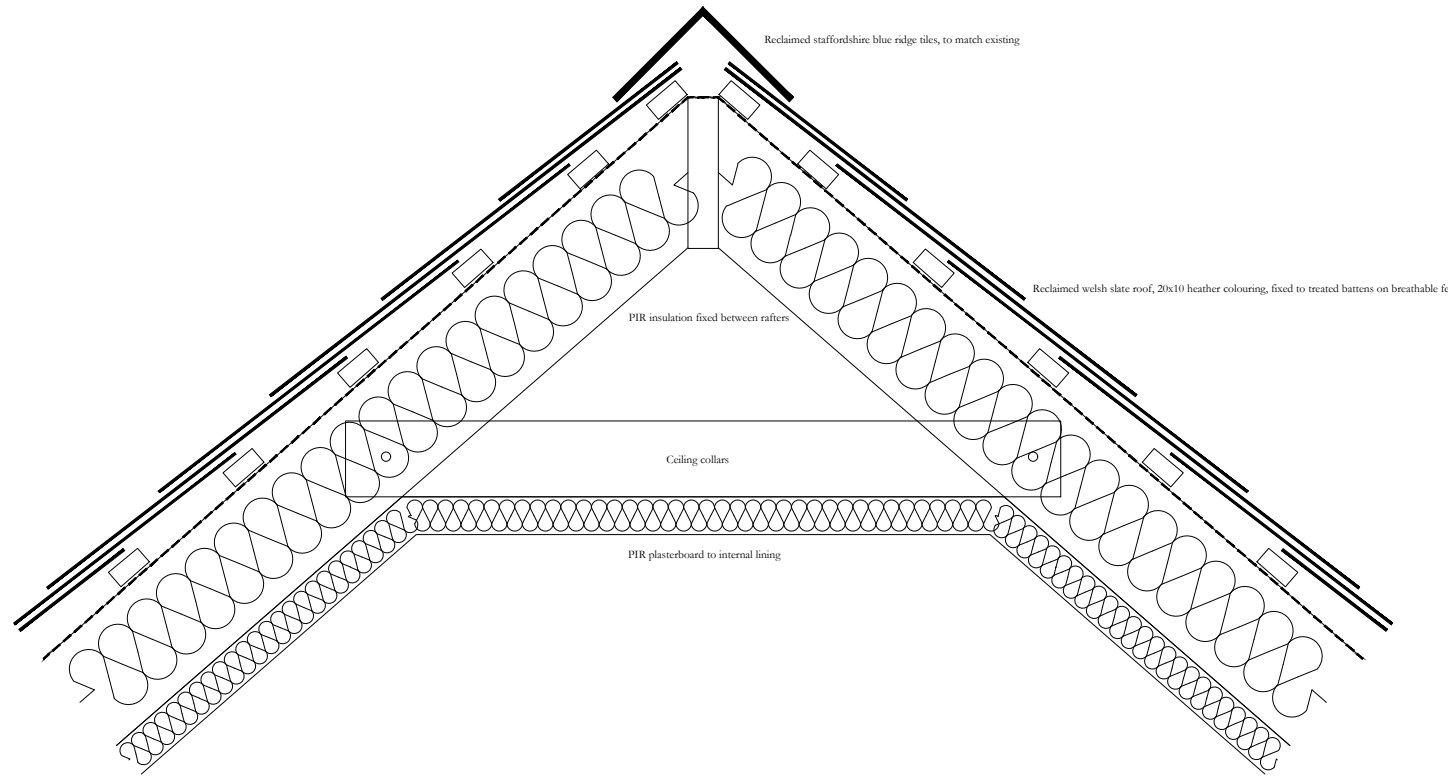 Reclaimed staffordshire blue ridge tiles, to match existing
Reclaimed welsh slate roof, 20x10 heather colouring, fixed to treated battens on breathable fe
PIR insulation fixed between rafters
Ceiling collars
PIR plasterboard to internal lining